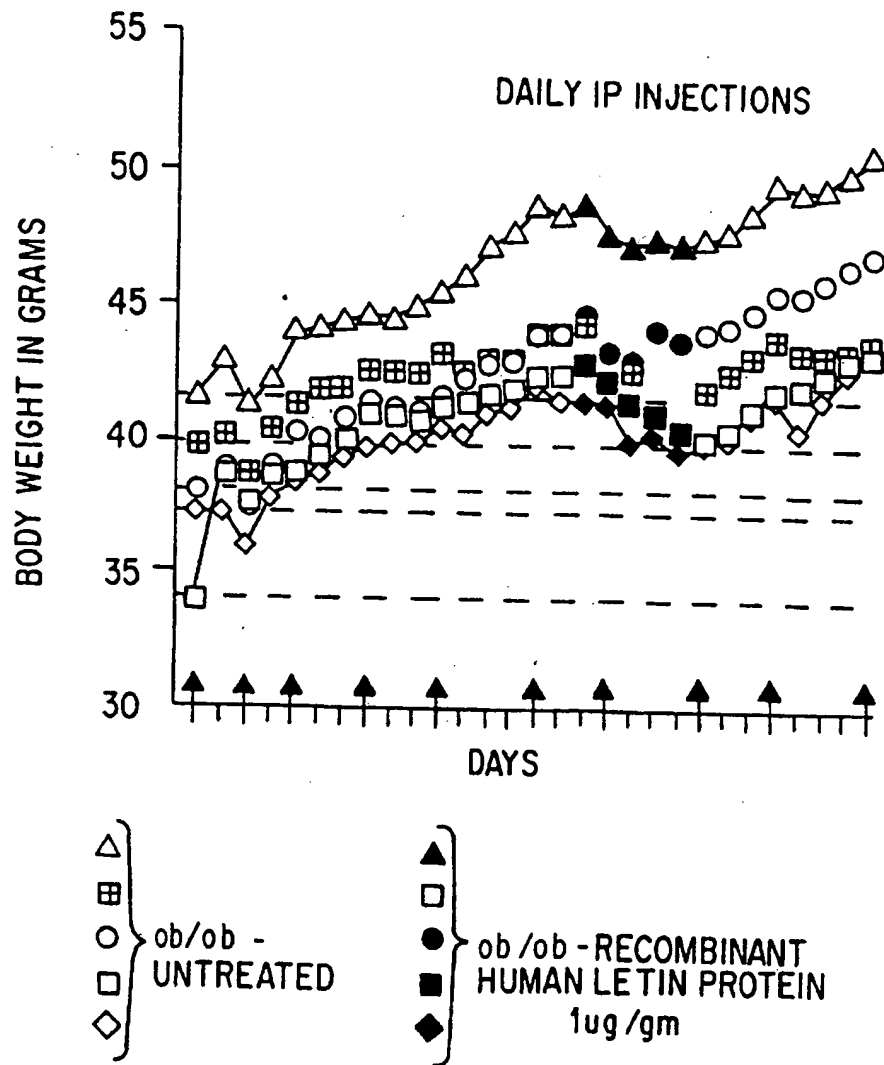 55
DAILY IP INJECTIONS
50
45
40
35
30
BODY WEIGHT IN GRAMS
DAYS
ob/ob -
UNTREATED
ob/ob - RECOMBINANT
HUMAN LETIN PROTEIN
1ug/gm